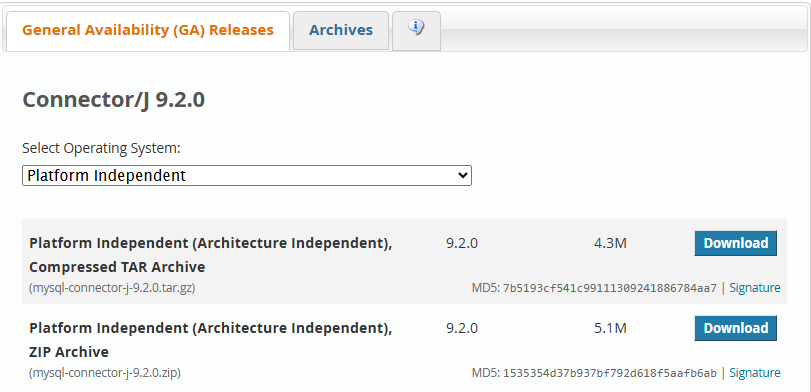 General Availability (GA) Releases
Archives
Connector/J 9.2.0
Select Operating System:
Platform Independent
Platform Independent (Architecture Independent), 9.2.0 4.3M Download
Compressed TAR Archive
(mysql-connector-j-9.2.0.tar.gz) MD5: 7b5193cf541c99111309241886784aa7 | Signature
Platform Independent (Architecture Independent), 9.2.0 5.1M Download
ZIP Archive
(mysql-connector-j-9.2.0.zip) MD5: 1535354d37b937bf792d618f5aafb6ab | Signature